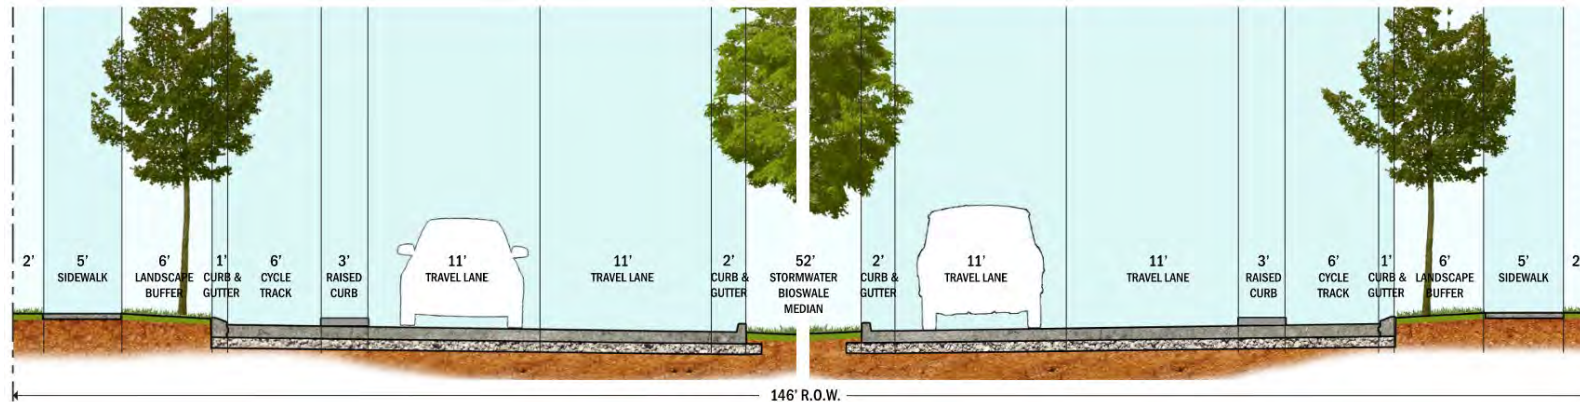 2'
5'
SIDEWALK
6'
LANDSCAPE
BUFFER
1'
CURB &
GUTTER
6'
CYCLE
TRACK
3'
RAISED
CURB
11'
TRAVEL LANE
11'
TRAVEL LANE
2'
CURB &
GUTTER
52'
STORMWATER
BIOSWALE
MEDIAN
2'
CURB &
GUTTER
11'
TRAVEL LANE
11'
TRAVEL LANE
3'
RAISED
CURB
6'
CYCLE
TRACK
1'
CURB &
GUTTER
6'
LANDSCAPE
BUFFER
5'
SIDEWALK
2
146' R.O.W.